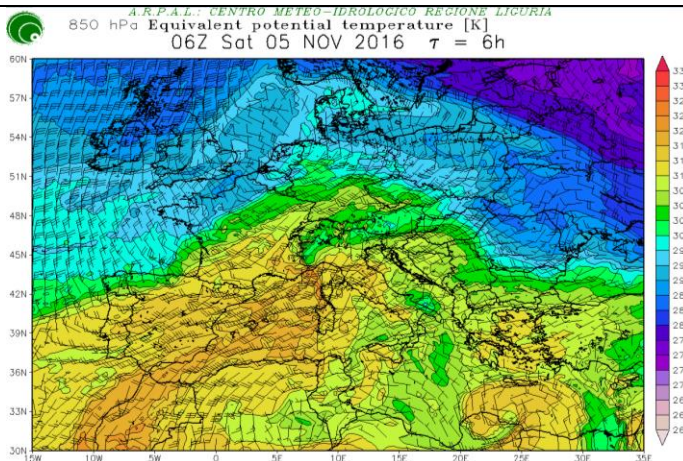 A.R.P.A.L.: CENTRO METEO-IDROLOGICO REGIONE LIGURIA
850 hPa Equivalent potential temperature [K]
06Z Sat 05 NOV 2016 τ = 6h
60N
57N
54N
51N
48N
45N
42N
39N
36N
33N
30N
15W 10W 5W 0 5E 10E 15E 20E 25E 30E 35E